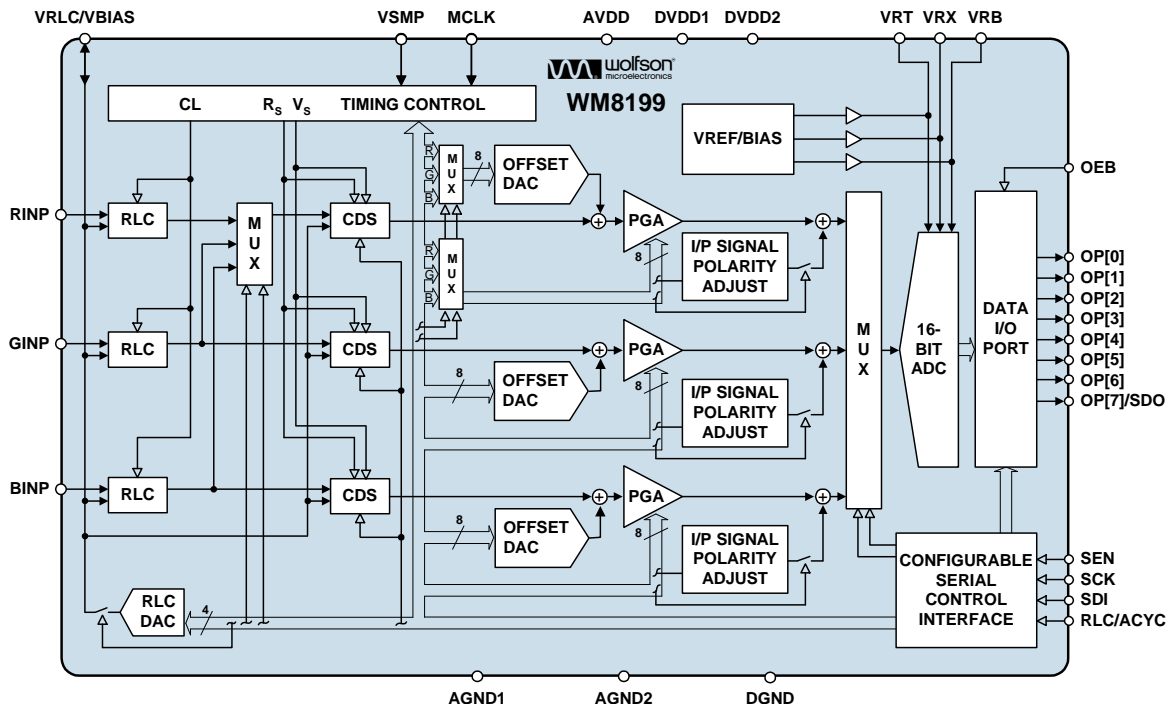 VRLC/VBIAS
VSMP
MCLK
AVDD
DVDD1
DVDD2
VRT
VRX
VRB
wolfson
microelectronics
WM8199
CL
RS
VS
TIMING CONTROL
VREF/BIAS
OEB
R
G
B
MUX
8
OFFSET
DAC
RINP
RLC
MUX
CDS
+
PGA
8
I/P SIGNAL
POLARITY
ADJUST
+
R
G
B
MUX
GINP
RLC
CDS
8
OFFSET
DAC
+
PGA
8
I/P SIGNAL
POLARITY
ADJUST
+
MUX
16-
BIT
ADC
DATA
I/O
PORT
OP[0]
OP[1]
OP[2]
OP[3]
OP[4]
OP[5]
OP[6]
OP[7]/SDO
BINP
RLC
CDS
8
OFFSET
DAC
+
PGA
8
I/P SIGNAL
POLARITY
ADJUST
+
CONFIGURABLE
SERIAL
CONTROL
INTERFACE
SEN
SCK
SDI
RLC/ACYC
RLC
DAC
4
AGND1
AGND2
DGND